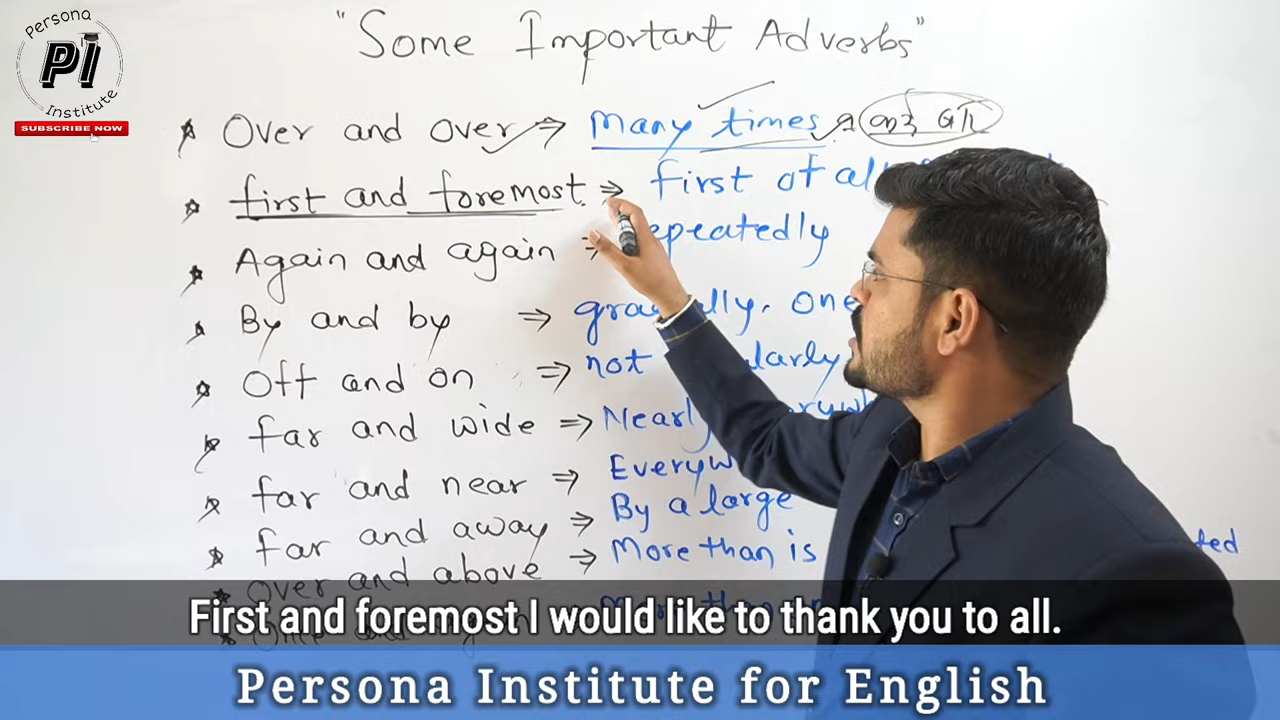 Persona
PI
Institute
SUBSCRIBE NOW
"Some Important Adverbs"
Over and over ⇒ Many times कई बार
first and foremost ⇒ first of all
Again and again ⇒ repeatedly
By and by ⇒ gradually, one
Off and on ⇒ not regularly
far and wide ⇒ Nearly
far and near ⇒
far and away ⇒ By a large
Over and above ⇒ More than is
First and foremost I would like to thank you to all.
Persona Institute for English